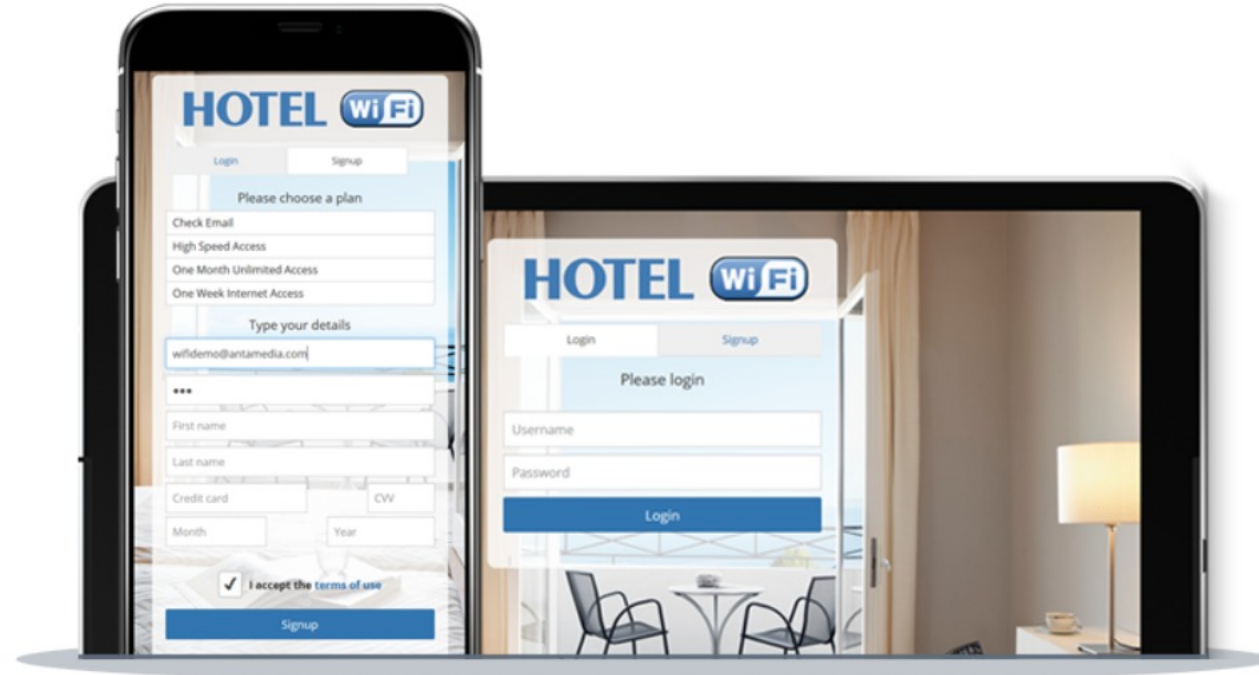 HOTEL WiFi
Login Signup
Please choose a plan
Check Email
High Speed Access
One Month Unlimited Access
One Week Internet Access
Type your details
wifidemo@antamedia.com
•••
First name
Last name
Credit card CVV
Month Year
✓ I accept the terms of use
Signup
HOTEL WiFi
Login Signup
Please login
Username
Password
Login